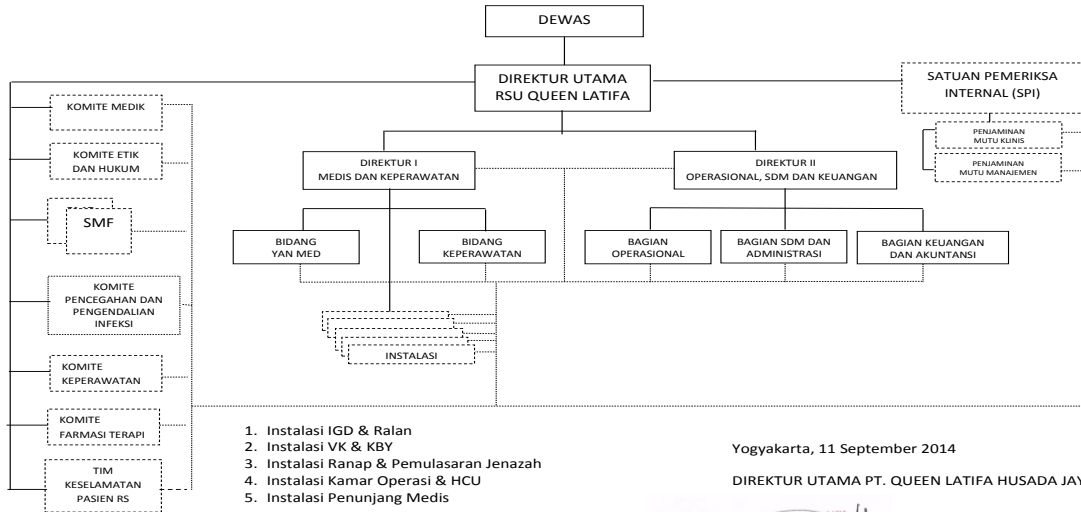 DEWAS
DIREKTUR UTAMA
RSU QUEEN LATIFA
SATUAN PEMERIKSA
INTERNAL (SPI)
PENJAMINAN
MUTU KLINIS
PENJAMINAN
MUTU MANAJEMEN
KOMITE MEDIK
KOMITE ETIK
DAN HUKUM
SMF
KOMITE
PENCEGAHAN DAN
PENGENDALIAN
INFEKSI
KOMITE
KEPERAWATAN
KOMITE
FARMASI TERAPI
TIM
KESELAMATAN
PASIEN RS
DIREKTUR I
MEDIS DAN KEPERAWATAN
DIREKTUR II
OPERASIONAL, SDM DAN KEUANGAN
BIDANG
YAN MED
BIDANG
KEPERAWATAN
BAGIAN
OPERASIONAL
BAGIAN SDM DAN
ADMINISTRASI
BAGIAN KEUANGAN
DAN AKUNTANSI
INSTALASI
1. Instalasi IGD & Ralan
2. Instalasi VK & KBY
3. Instalasi Ranap & Pemulasaran Jenazah
4. Instalasi Kamar Operasi & HCU
5. Instalasi Penunjang Medis
Yogyakarta, 11 September 2014
DIREKTUR UTAMA PT. QUEEN LATIFA HUSADA JAY